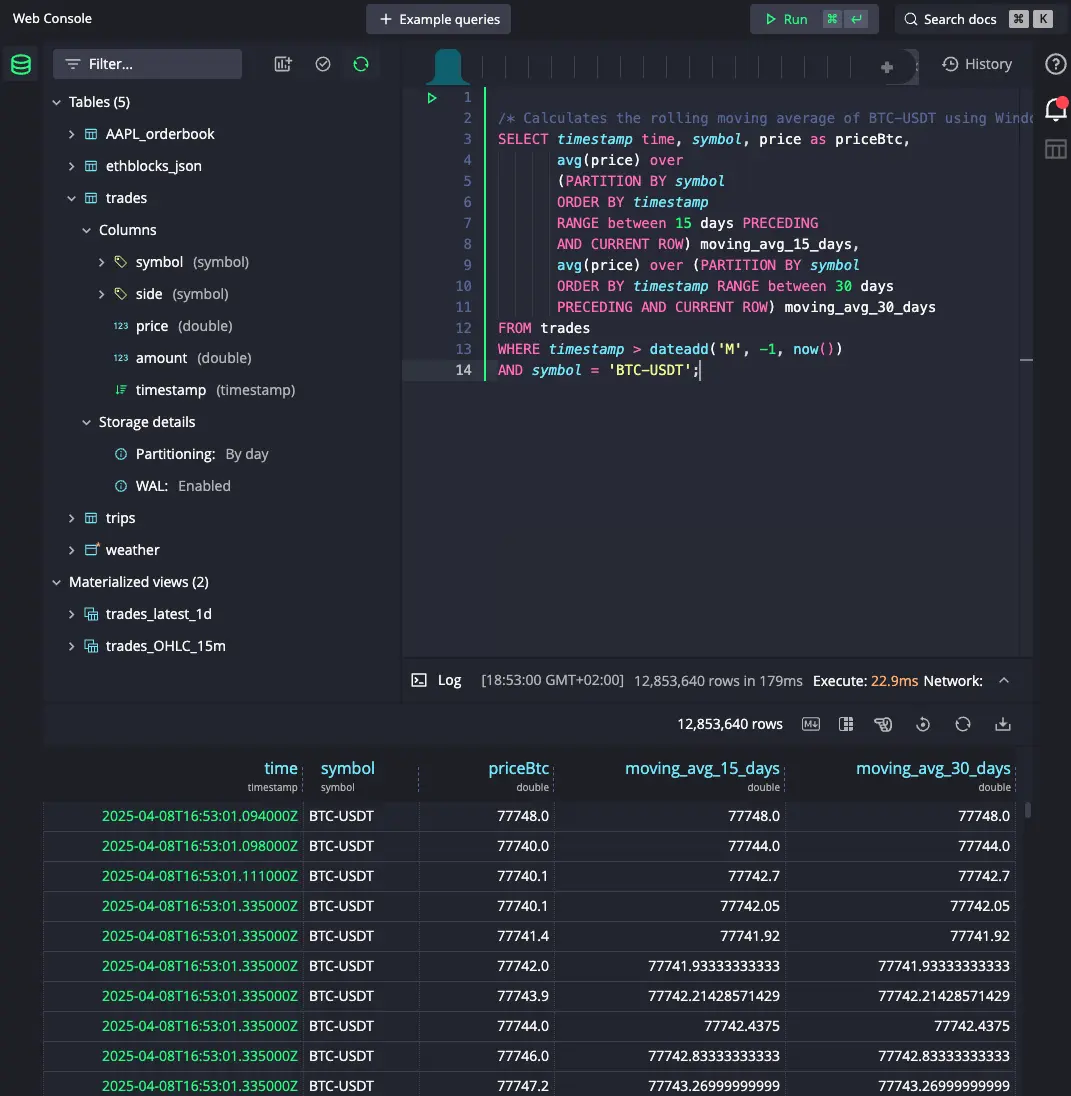 Web Console
+ Example queries
Run ⌘ ↵
Search docs ⌘ K
Filter...
History
Tables (5)
AAPL_orderbook
ethblocks_json
trades
Columns
symbol (symbol)
side (symbol)
123 price (double)
123 amount (double)
timestamp (timestamp)
Storage details
Partitioning: By day
WAL: Enabled
trips
weather
Materialized views (2)
trades_latest_1d
trades_OHLC_15m
1
2 /* Calculates the rolling moving average of BTC-USDT using Windo
3 SELECT timestamp time, symbol, price as priceBtc,
4 avg(price) over
5 (PARTITION BY symbol
6 ORDER BY timestamp
7 RANGE between 15 days PRECEDING
8 AND CURRENT ROW) moving_avg_15_days,
9 avg(price) over (PARTITION BY symbol
10 ORDER BY timestamp RANGE between 30 days
11 PRECEDING AND CURRENT ROW) moving_avg_30_days
12 FROM trades
13 WHERE timestamp > dateadd('M', -1, now())
14 AND symbol = 'BTC-USDT';
Log [18:53:00 GMT+02:00] 12,853,640 rows in 179ms Execute: 22.9ms Network:
12,853,640 rows M↓
time symbol priceBtc moving_avg_15_days moving_avg_30_days
timestamp symbol double double double
2025-04-08T16:53:01.094000Z BTC-USDT 77748.0 77748.0 77748.0
2025-04-08T16:53:01.098000Z BTC-USDT 77740.0 77744.0 77744.0
2025-04-08T16:53:01.111000Z BTC-USDT 77740.1 77742.7 77742.7
2025-04-08T16:53:01.335000Z BTC-USDT 77740.1 77742.05 77742.05
2025-04-08T16:53:01.335000Z BTC-USDT 77741.4 77741.92 77741.92
2025-04-08T16:53:01.335000Z BTC-USDT 77742.0 77741.93333333333 77741.93333333333
2025-04-08T16:53:01.335000Z BTC-USDT 77743.9 77742.21428571429 77742.21428571429
2025-04-08T16:53:01.335000Z BTC-USDT 77744.0 77742.4375 77742.4375
2025-04-08T16:53:01.335000Z BTC-USDT 77746.0 77742.83333333333 77742.83333333333
2025-04-08T16:53:01.335000Z BTC-USDT 77747.2 77743.26999999999 77743.26999999999